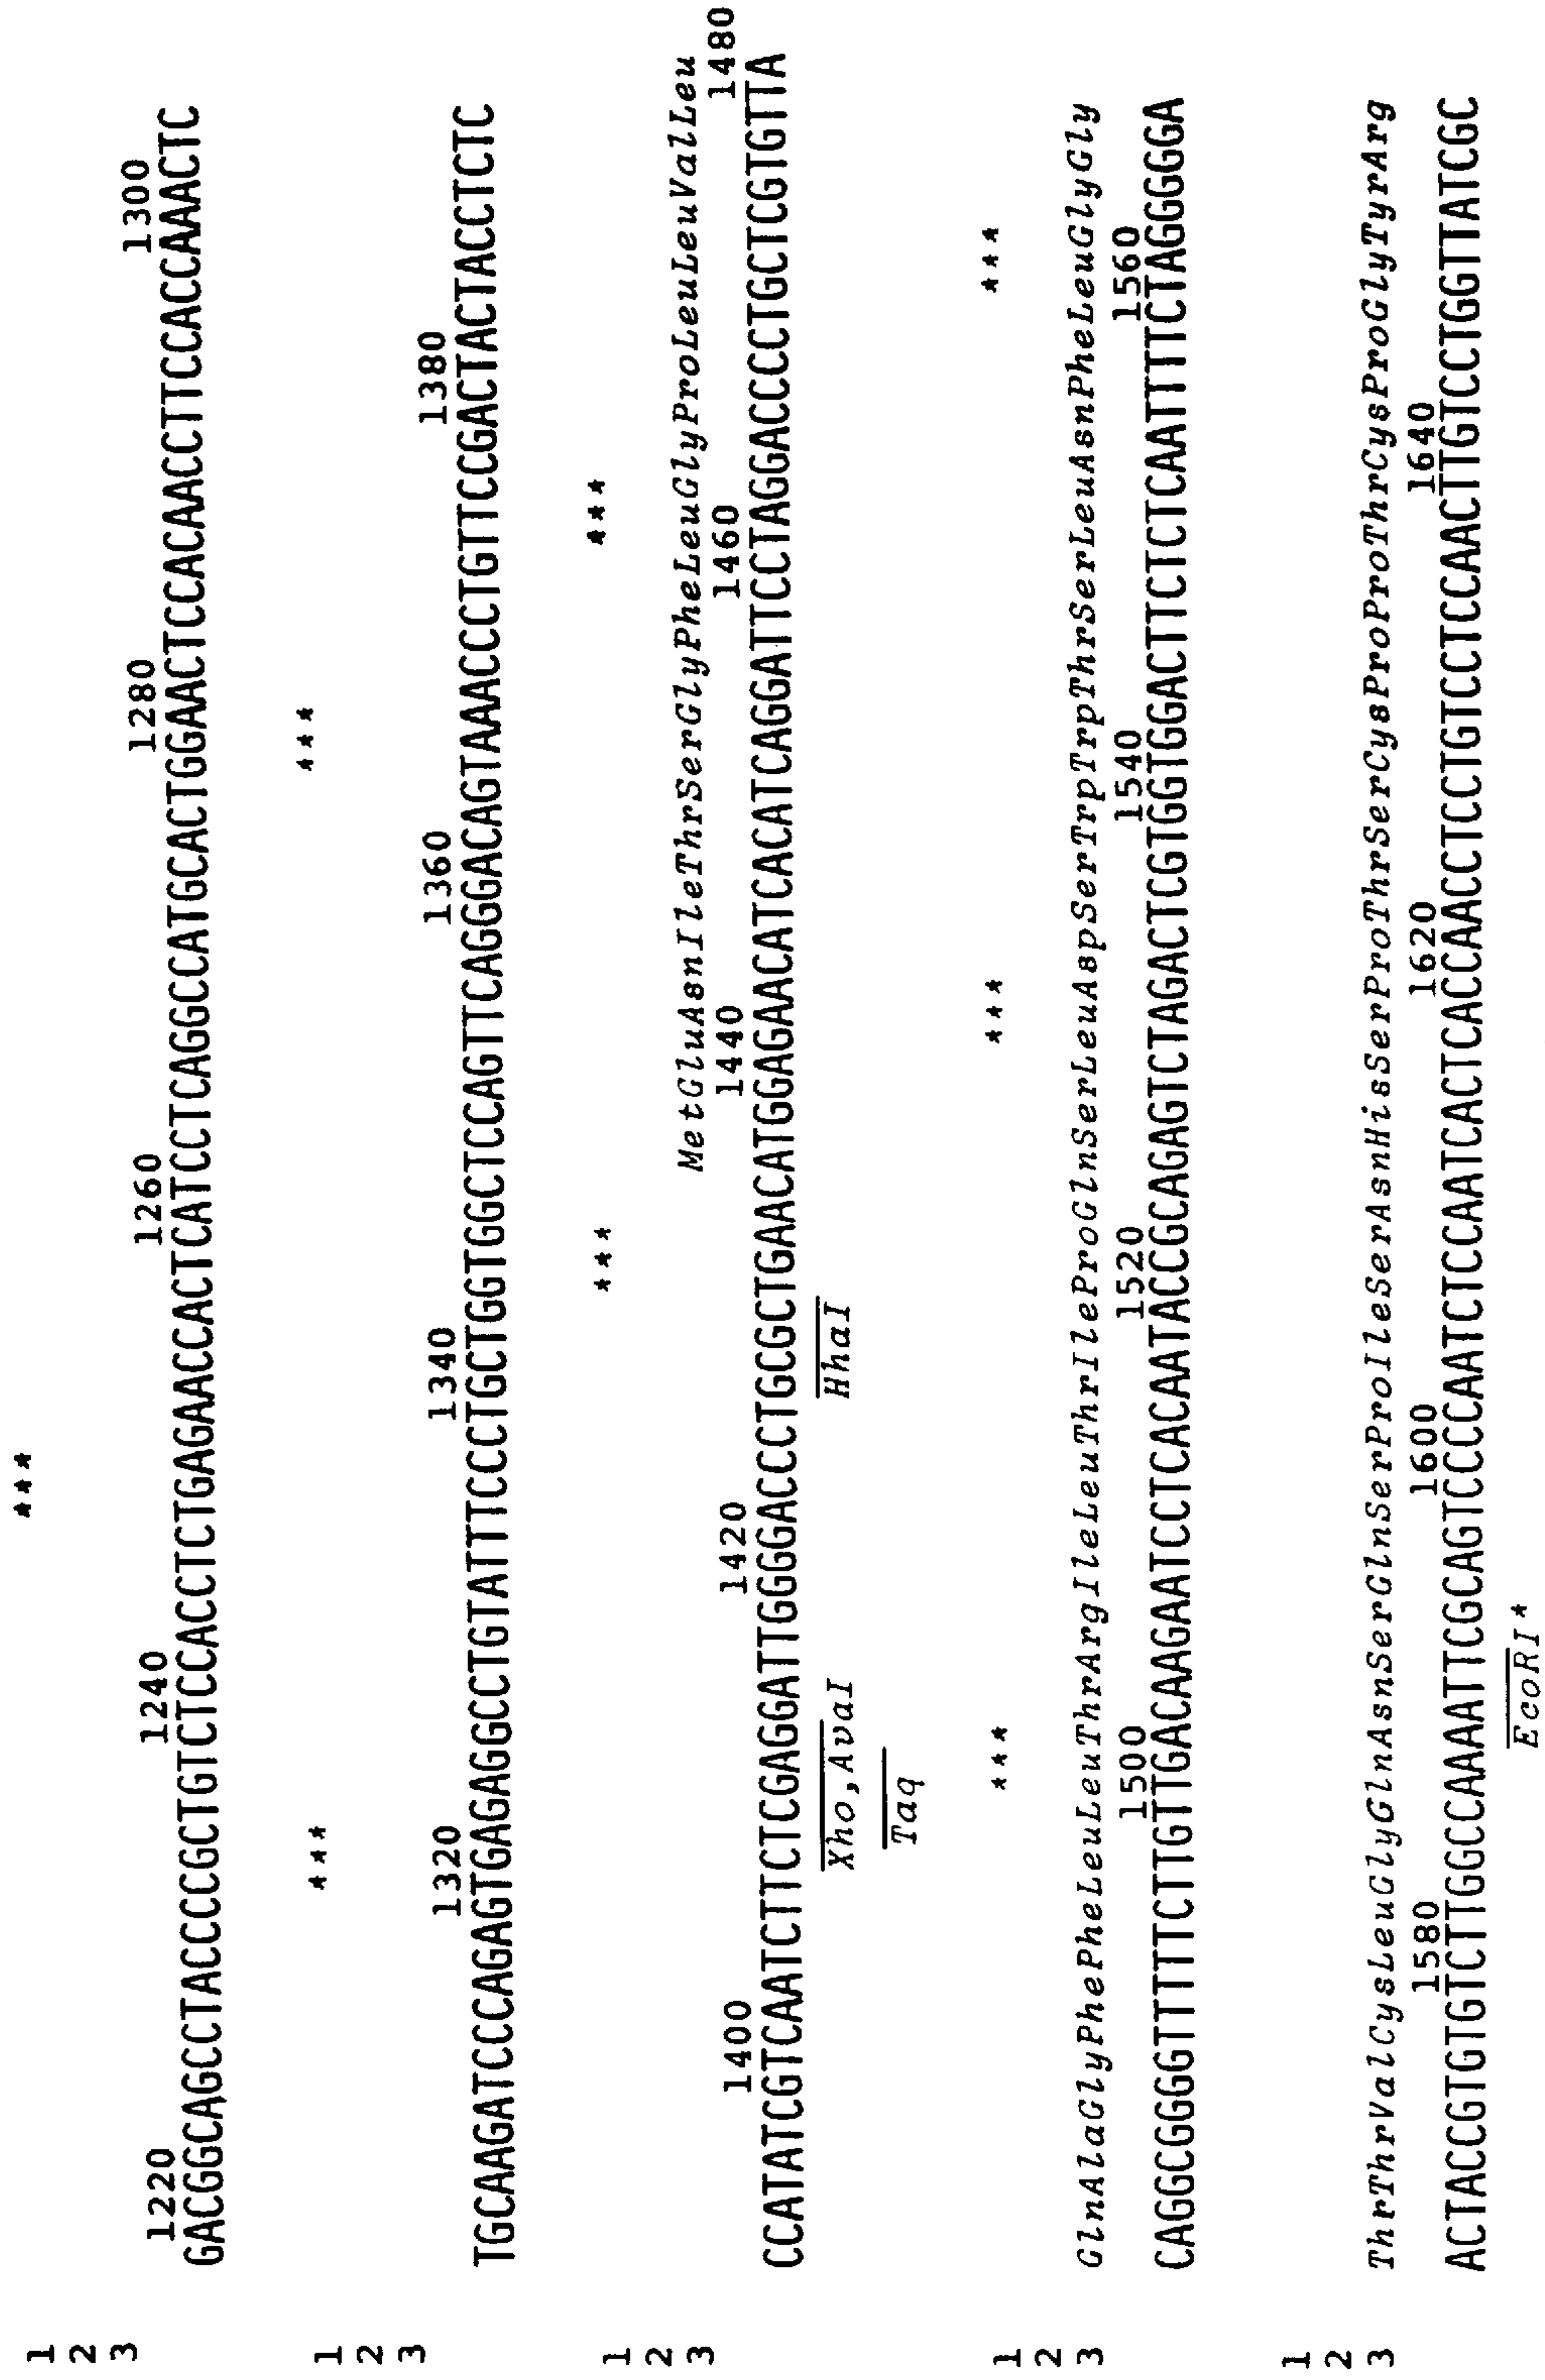 1 ***
2
3
1220 1240 1260 1280 1300
GACGGCAGCCTACCCGCTGTCTCCACCTCTGAGAACCACTCATCCTCAGGCCATGCACTGGAACTCCACAACCTTCCACCAAACTC
1 *** ***
2
3
1320 1340 1360 1380
TGCAAGATCCCAGAGTGAGAGGCCTGTATTTCCCTGCTGGTGGCTCCAGTTCAGGGACAGTAAACCCTGTTCCGACTACTACCTCTC
1 *** ***
2
3 MetGluAsnIleThrSerGlyPheLeuGlyProLeuLeuValLeu
1400 1420 1440 1460 1480
CCATATCGTCAATCTTCTCGAGGATTGGGGACCCTGCGCTGAACATGGAGAACATCACATCAGGATTCCTAGGACCCCTGCTCGTGTTA
Xho,AvaI HhaI
Taq
1 *** *** ***
2
3 GlnAlaGlyPhePheLeuLeuThrArgIleLeuThrIleProGlnSerLeuAspSerTrpTrpThrSerLeuAsnPheLeuGlyGly
1500 1520 1540 1560
CAGGCGGGGTTTTTCTTGTTGACAAGAATCCTCACAATACCGCAGAGTCTAGACTCGTGGTGGACTTCTCTCAATTTTCTAGGGGGA
1
2
3 ThrThrValCysLeuGlyGlnAsnSerGlnSerProIleSerAsnHisSerProThrSerCysProProThrCysProGlyTyrArg
1580 1600 1620 1640
ACTACCGTGTGTCTTGGCCAAAATTCGCAGTCCCCAATCTCCAATCACTCACCAACCTCCTGTCCTCCAACTTGTCCTGGTTATCGC
EcoRI*